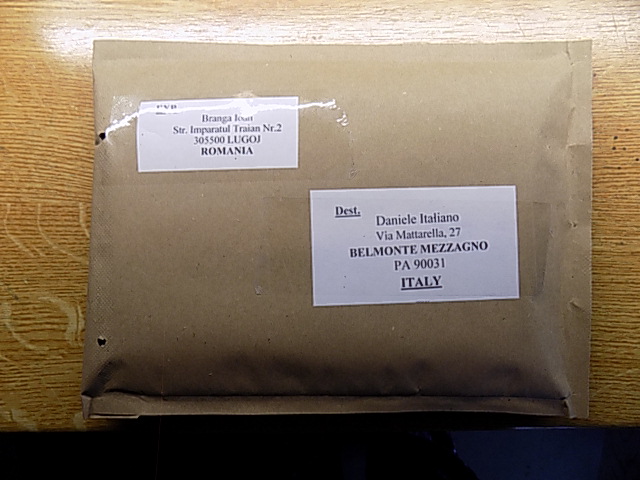 EXP.
Branga Ioan
Str. Imparatul Traian Nr.2
305500 LUGOJ
ROMANIA
Dest.
Daniele Italiano
Via Mattarella, 27
BELMONTE MEZZAGNO
PA 90031
ITALY